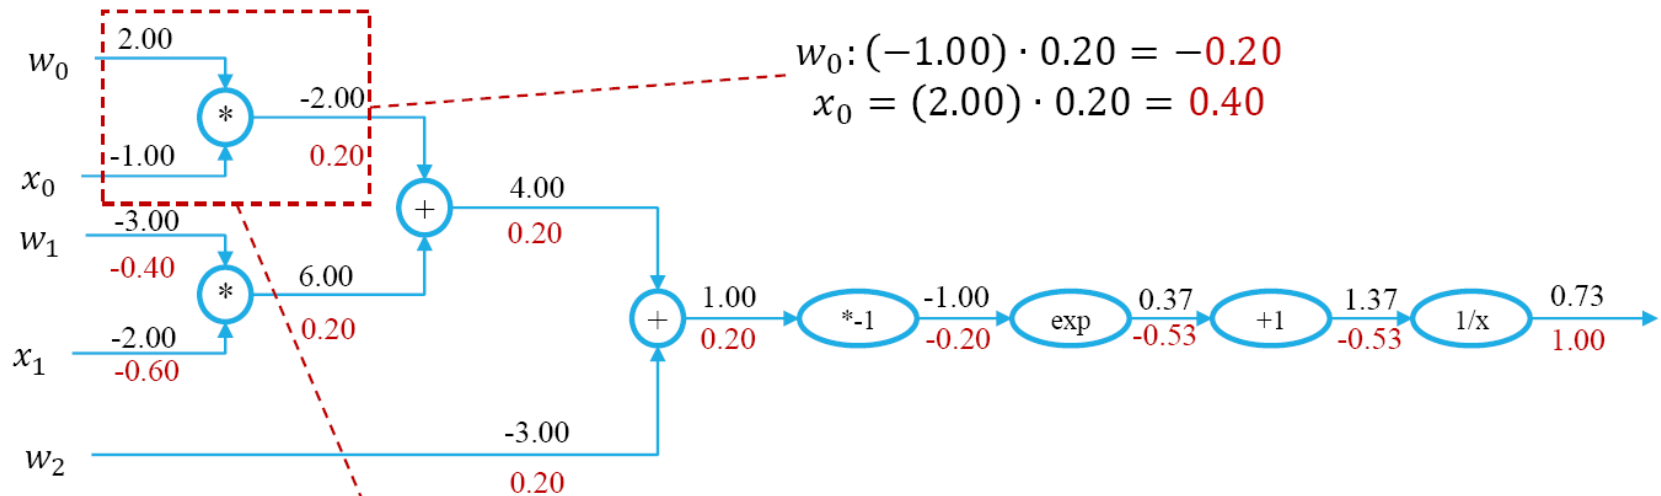 w₀ 2.00
* -2.00
x₀ -1.00 0.20
w₀: (−1.00) · 0.20 = −0.20
x₀ = (2.00) · 0.20 = 0.40
+ 4.00
0.20
w₁ -3.00
-0.40
* 6.00
0.20
x₁ -2.00
-0.60
+ 1.00 *-1 -1.00 exp 0.37 +1 1.37 1/x 0.73
0.20 -0.20 -0.53 -0.53 1.00
w₂ -3.00
0.20